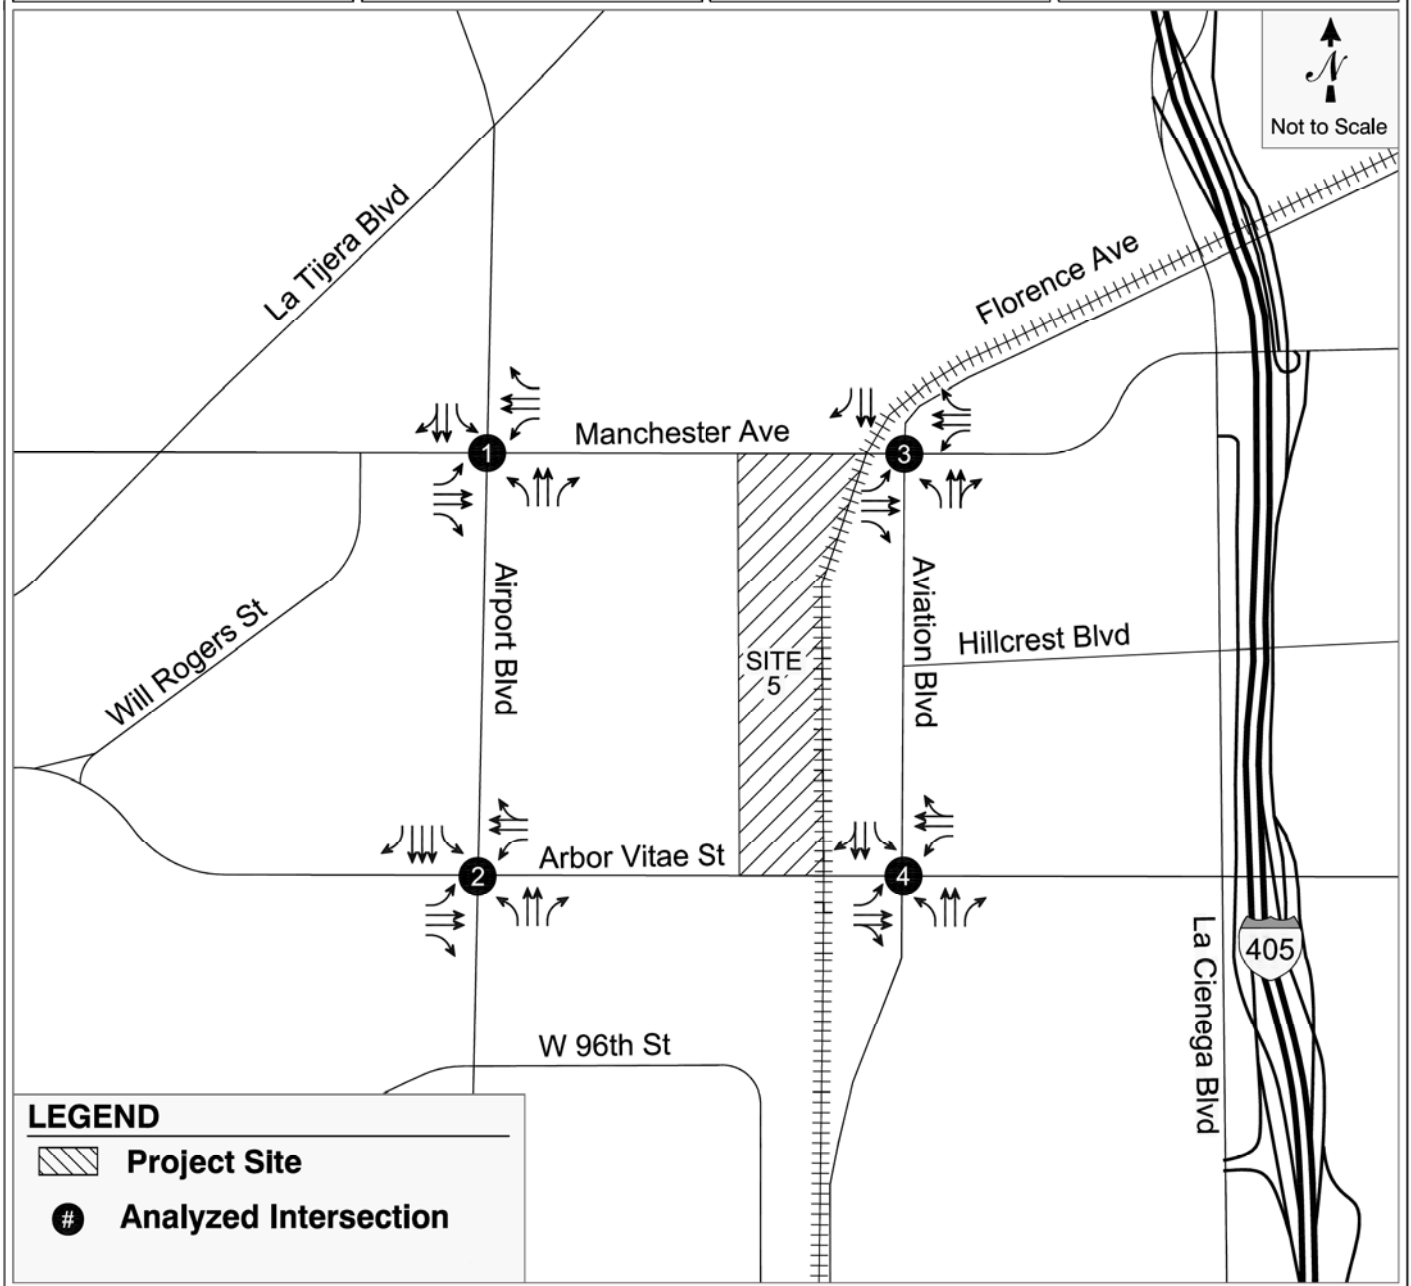 N
Not to Scale
La Tijera Blvd
Florence Ave
1
Manchester Ave
3
Airport Blvd
Aviation Blvd
Will Rogers St
Hillcrest Blvd
SITE
5
2
Arbor Vitae St
4
La Cienega Blvd
405
W 96th St
LEGEND
Project Site
# Analyzed Intersection